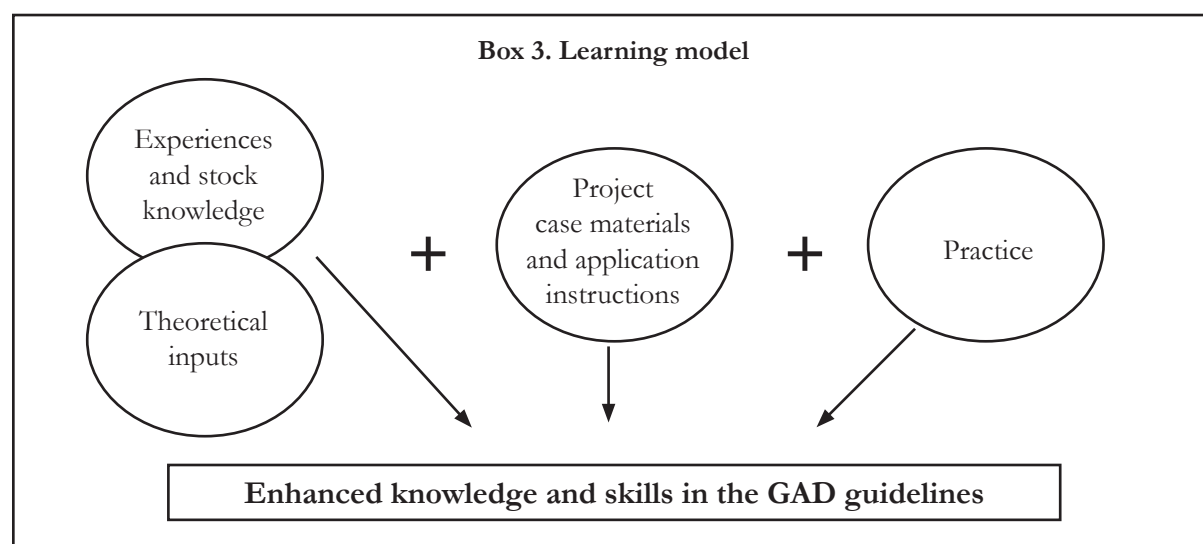 Box 3. Learning model
Experiences
and stock
knowledge
Theoretical
inputs
+
Project
case materials
and application
instructions
+
Practice
Enhanced knowledge and skills in the GAD guidelines